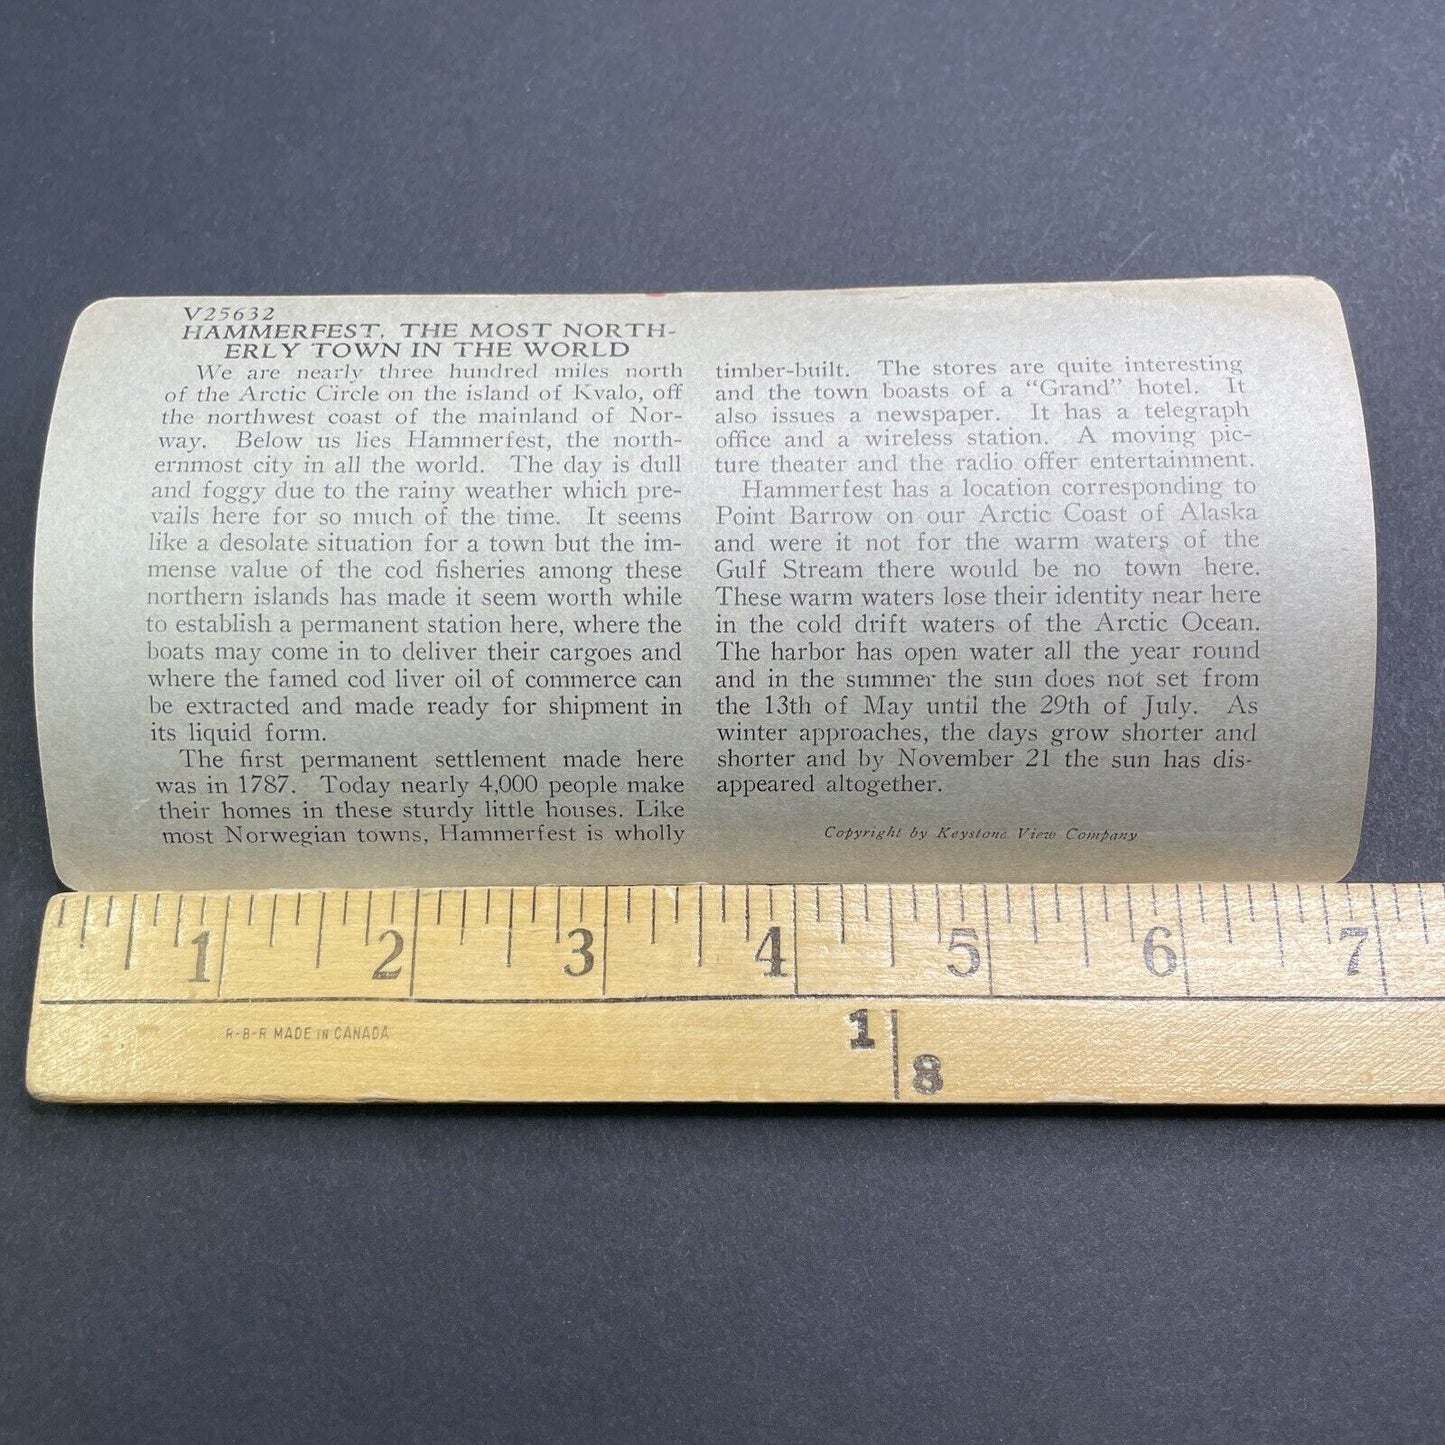 V25632
HAMMERFEST, THE MOST NORTH-
ERLY TOWN IN THE WORLD
We are nearly three hundred miles north
of the Arctic Circle on the island of Kvalo, off
the northwest coast of the mainland of Nor-
way. Below us lies Hammerfest, the north-
ernmost city in all the world. The day is dull
and foggy due to the rainy weather which pre-
vails here for so much of the time. It seems
like a desolate situation for a town but the im-
mense value of the cod fisheries among these
northern islands has made it seem worth while
to establish a permanent station here, where the
boats may come in to deliver their cargoes and
where the famed cod liver oil of commerce can
be extracted and made ready for shipment in
its liquid form.
The first permanent settlement made here
was in 1787. Today nearly 4,000 people make
their homes in these sturdy little houses. Like
most Norwegian towns, Hammerfest is wholly
timber-built. The stores are quite interesting
and the town boasts of a "Grand" hotel. It
also issues a newspaper. It has a telegraph
office and a wireless station. A moving pic-
ture theater and the radio offer entertainment.
Hammerfest has a location corresponding to
Point Barrow on our Arctic Coast of Alaska
and were it not for the warm waters of the
Gulf Stream there would be no town here.
These warm waters lose their identity near here
in the cold drift waters of the Arctic Ocean.
The harbor has open water all the year round
and in the summer the sun does not set from
the 13th of May until the 29th of July. As
winter approaches, the days grow shorter and
shorter and by November 21 the sun has dis-
appeared altogether.
Copyright by Keystone View Company
1 2 3 4 5 6 7
R-B-R MADE IN CANADA
1
8